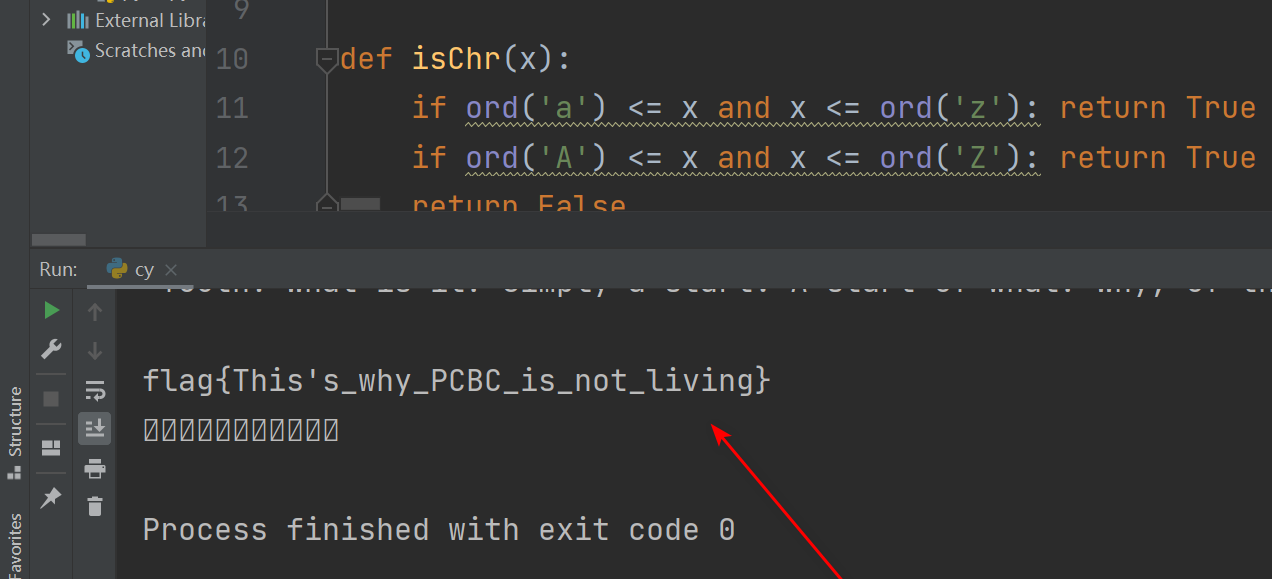 9
External Libra
Scratches and
10 def isChr(x):
11 if ord('a') <= x and x <= ord('z'): return True
12 if ord('A') <= x and x <= ord('Z'): return True
13 return False
Run: cy
flag{This's_why_PCBC_is_not_living}
Process finished with exit code 0
Structure
Favorites